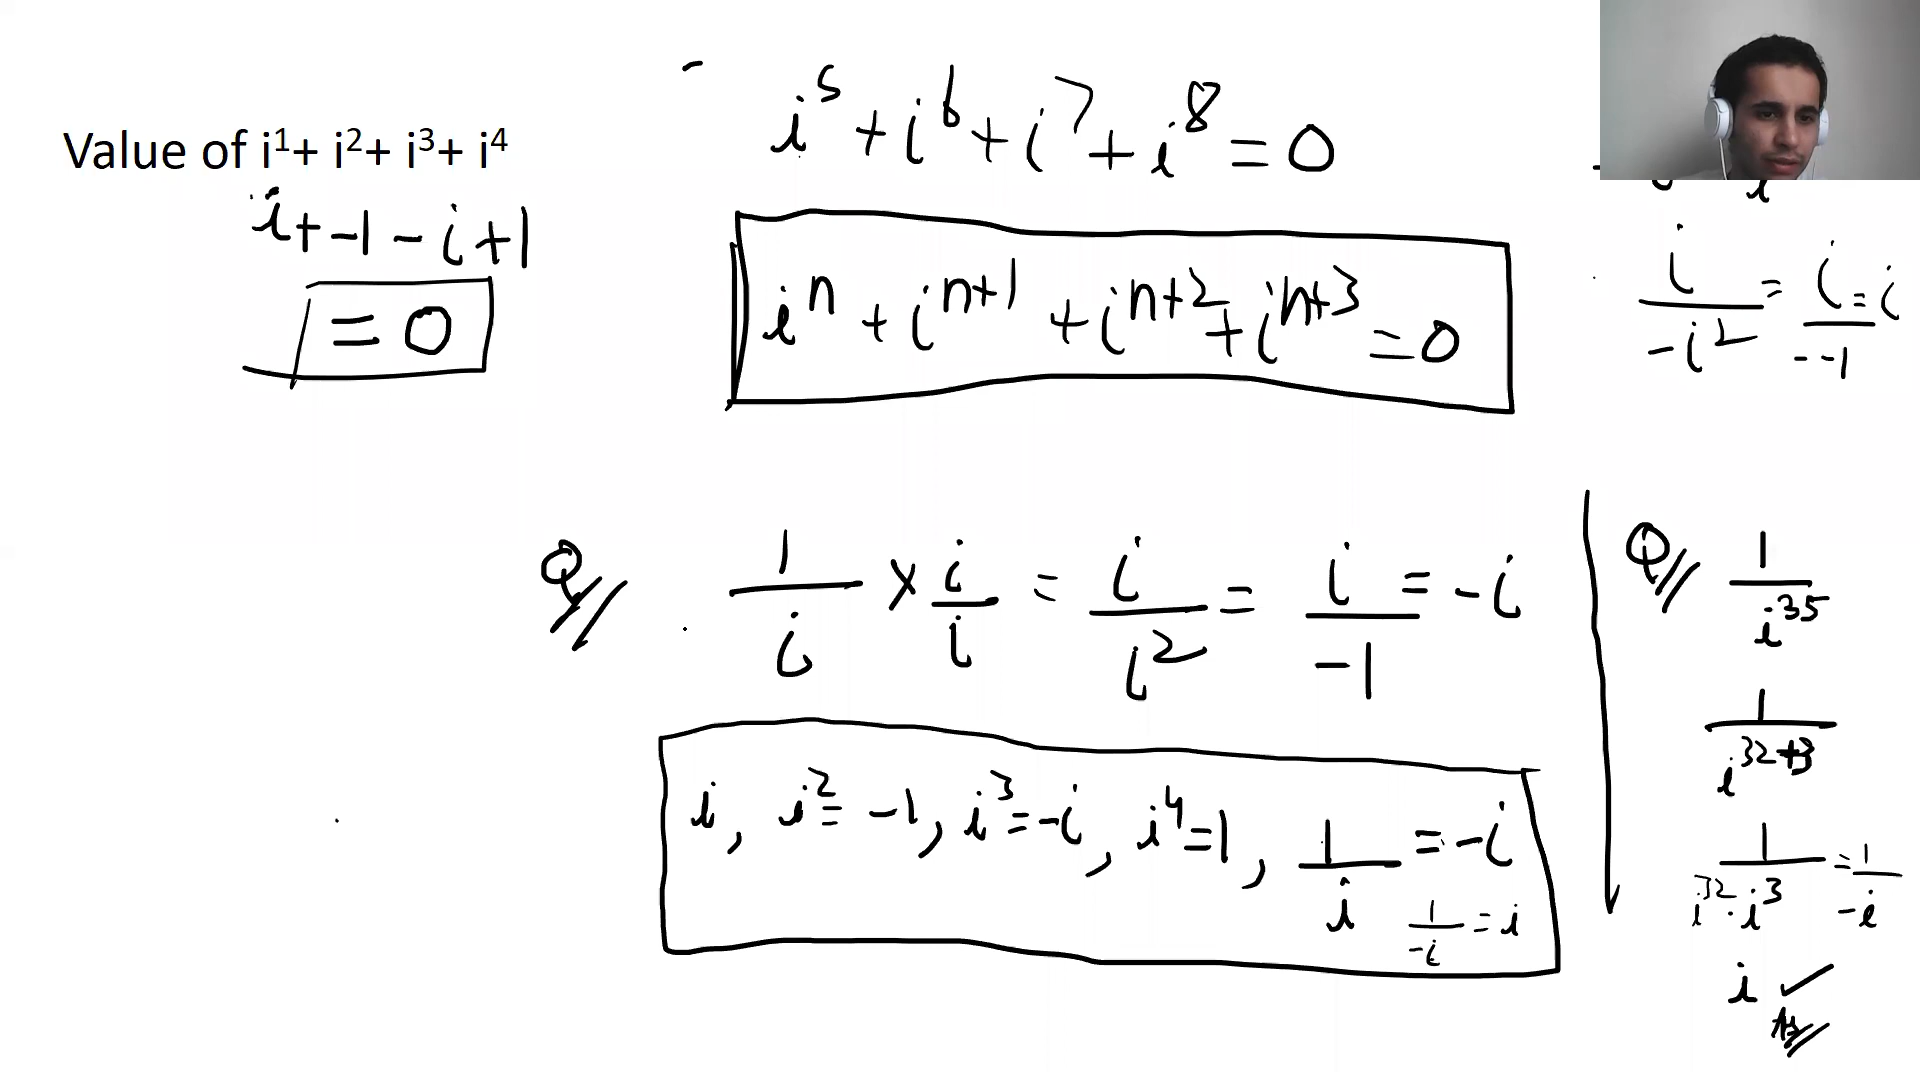 Value of i¹+ i²+ i³+ i⁴
i+-1-i+1
= 0
i⁵+i⁶+i⁷+i⁸=0
iⁿ+iⁿ⁺¹+iⁿ⁺²+iⁿ⁺³=0
i
i/-i² = i/--1 = i
Q// 1/i × i/i = i/i² = i/-1 = -i
i, i²=-1, i³=-i, i⁴=1, 1/i=-i
1/-i=i
Q// 1/i³⁵
1/i³²⁺³
1/i³².i³ = 1/-i
i ✓